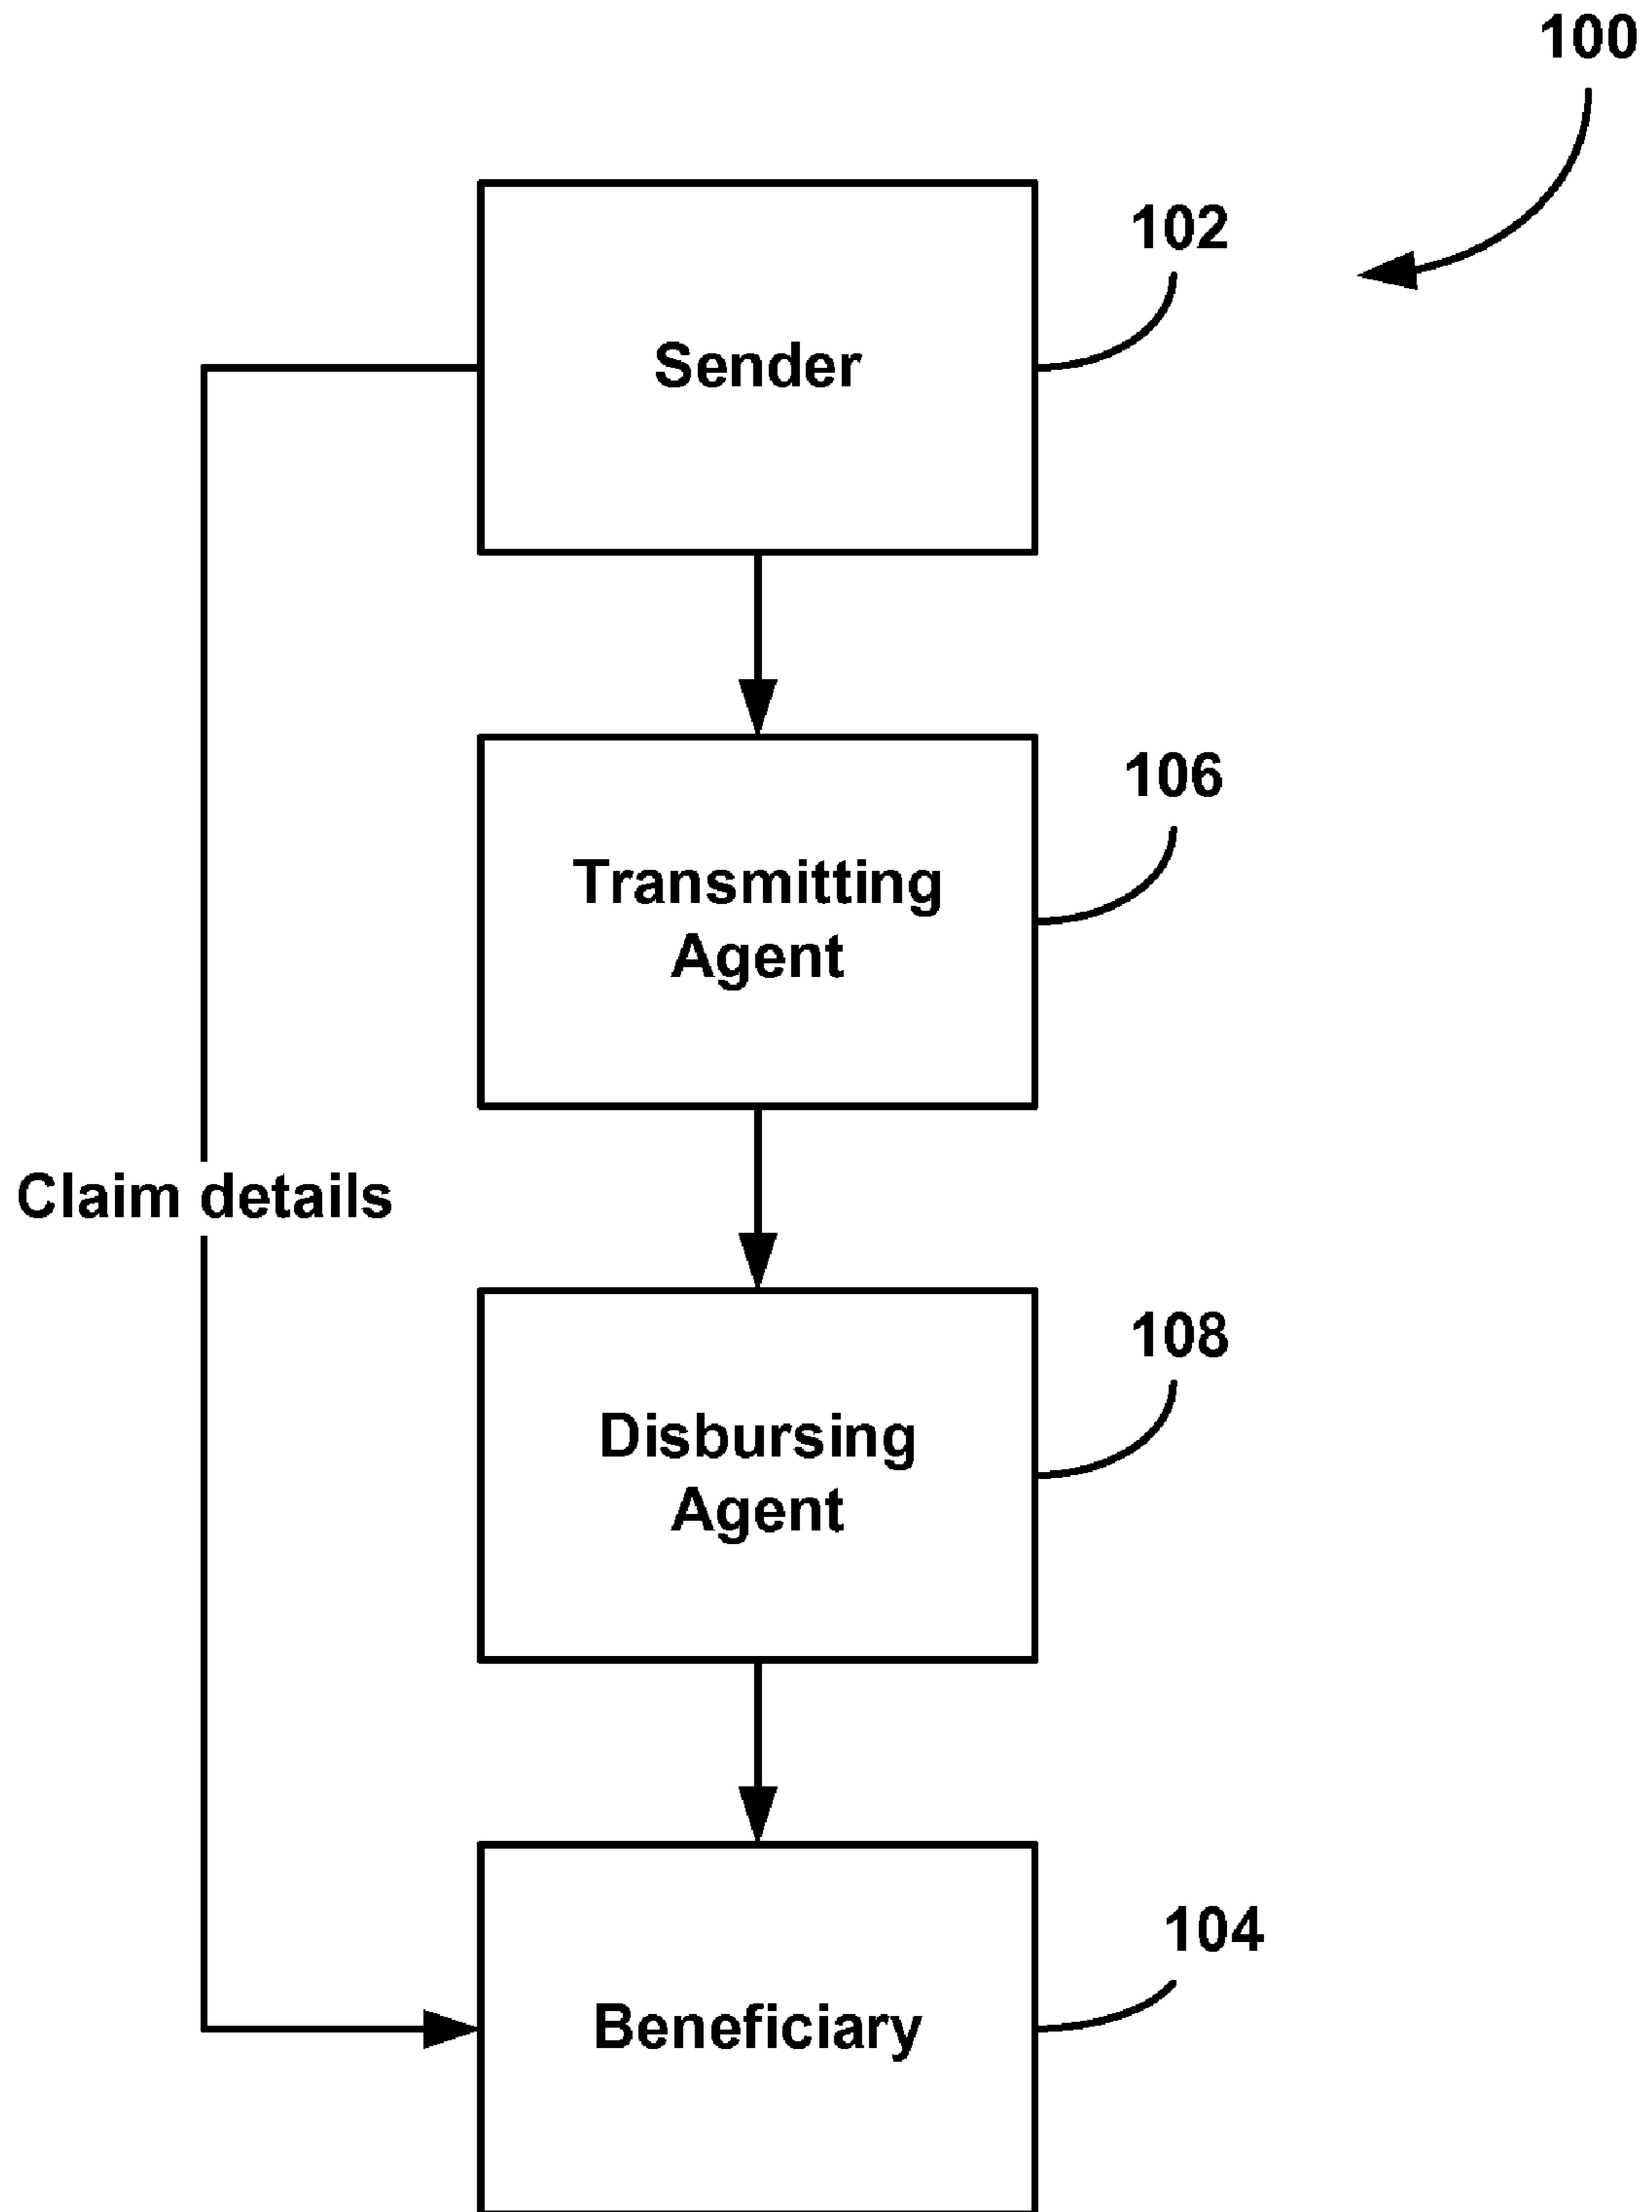 100
102
Sender
106
Transmitting
Agent
Claim details
108
Disbursing
Agent
104
Beneficiary